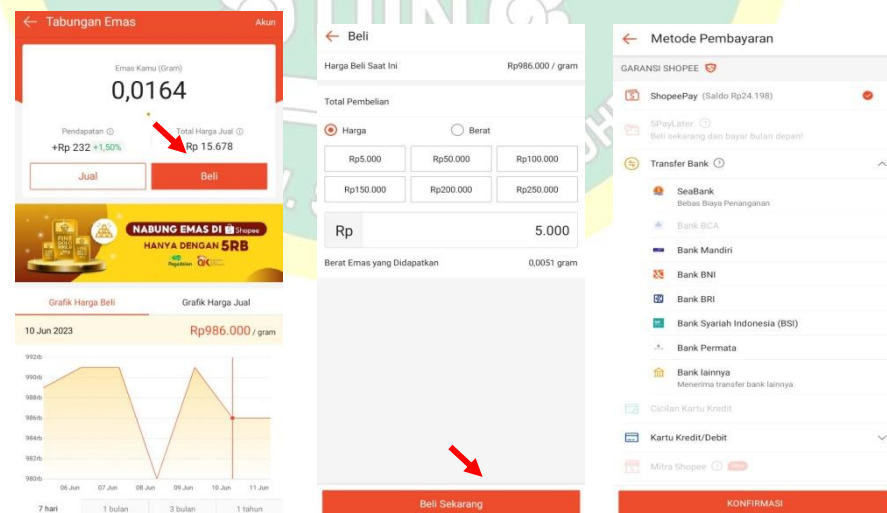 Tabungan Emas
Akun
Emas Kamu (Gram)
0,0164
Pendapatan
Total Harga Jual
+Rp 232 +1,50%
Rp 15.678
Jual
Beli
NABUNG EMAS DI Shopee
HANYA DENGAN 5RB
Pegadaian
Grafik Harga Beli
Grafik Harga Jual
10 Jun 2023
Rp986.000 / gram
992rb
990rb
988rb
986rb
984rb
982rb
980rb
06 Jun 07 Jun 08 Jun 09 Jun 10 Jun 11 Jun
7 hari
1 bulan
3 bulan
1 tahun
Beli
Harga Beli Saat Ini
Rp986.000 / gram
Total Pembelian
Harga
Berat
Rp5.000
Rp50.000
Rp100.000
Rp150.000
Rp200.000
Rp250.000
Rp
5.000
Berat Emas yang Didapatkan
0,0051 gram
Beli Sekarang
Metode Pembayaran
GARANSI SHOPEE
ShopeePay (Saldo Rp24.198)
SPayLater
Beli sekarang dan bayar bulan depan!
Transfer Bank
SeaBank
Bebas Biaya Penanganan
Bank BCA
Bank Mandiri
Bank BNI
Bank BRI
Bank Syariah Indonesia (BSI)
Bank Permata
Bank lainnya
Menerima transfer bank lainnya
Cicilan Kartu Kredit
Kartu Kredit/Debit
Mitra Shopee
KONFIRMASI